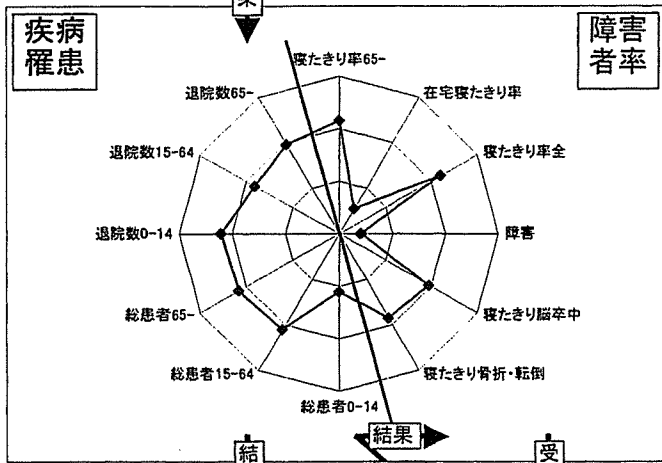 疾病
罹患
障害
者率
寝たきり率65-
在宅寝たきり率
寝たきり率全
障害
寝たきり脳卒中
寝たきり骨折・転倒
総患者0-14
総患者15-64
総患者65-
退院数0-14
退院数15-64
退院数65-
結果
結
受